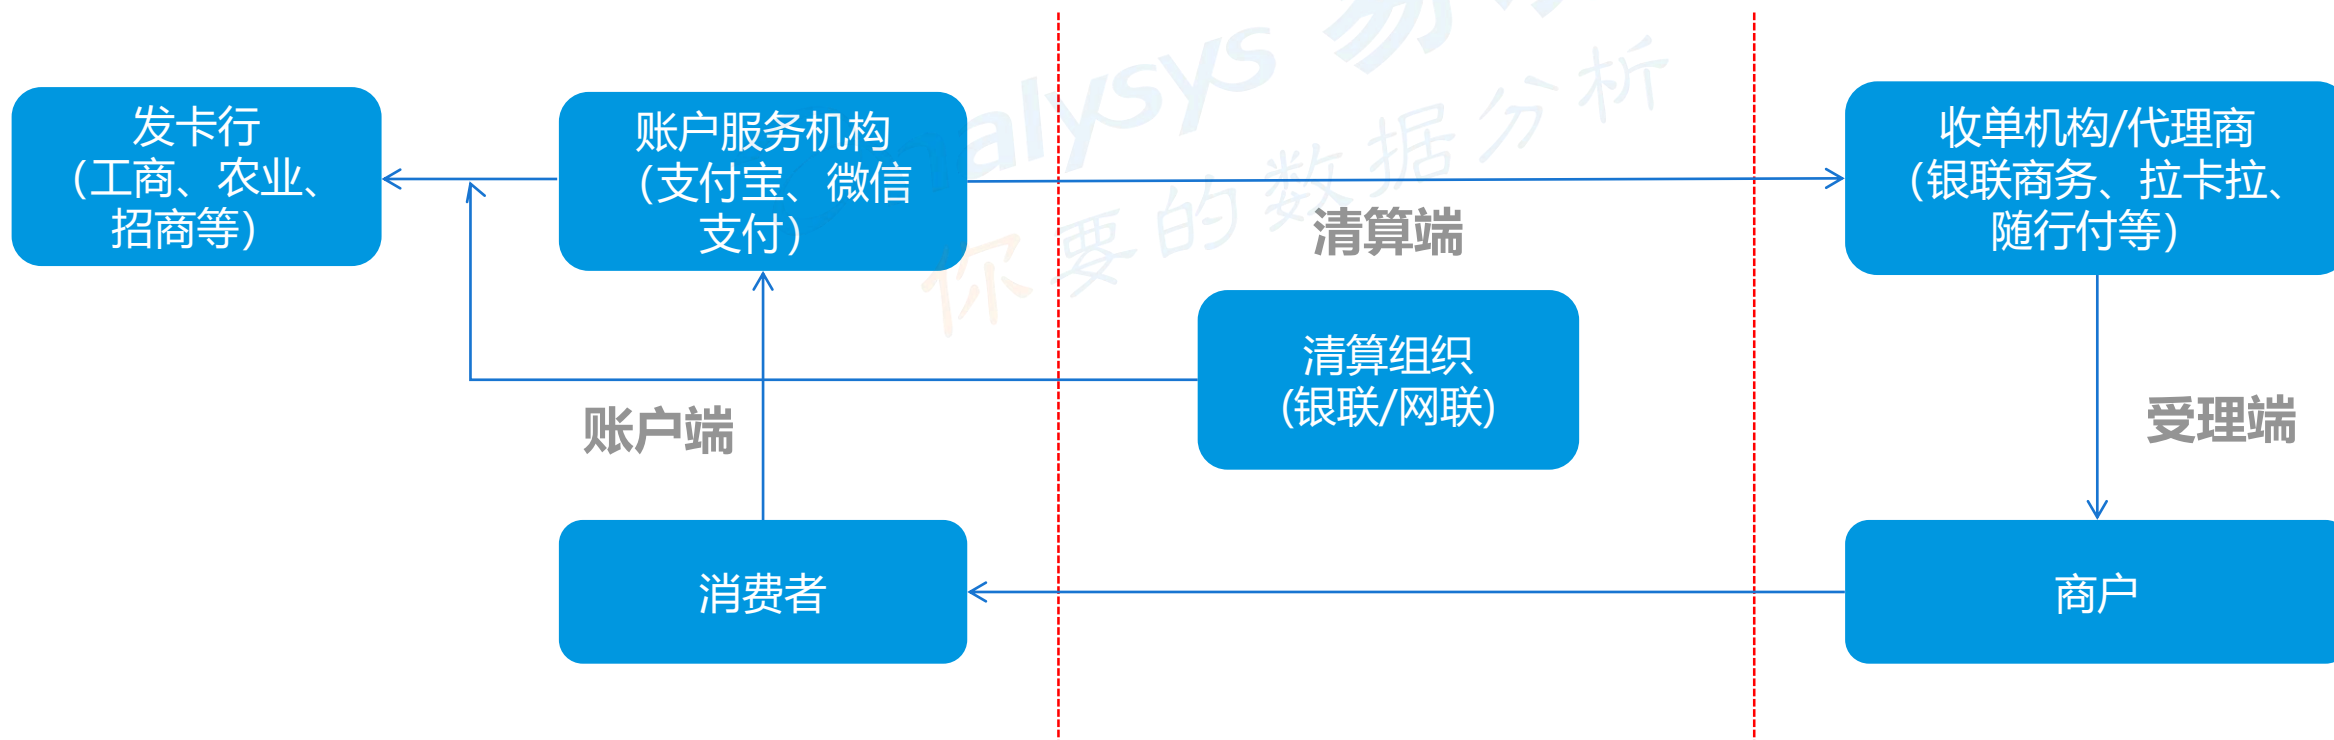 发卡行
（工商、农业、
招商等）
账户服务机构
（支付宝、微信
支付）
收单机构/代理商
（银联商务、拉卡拉、
随行付等）
清算端
清算组织
(银联/网联)
账户端
受理端
消费者
商户
nalysys 易
你要的数据分析